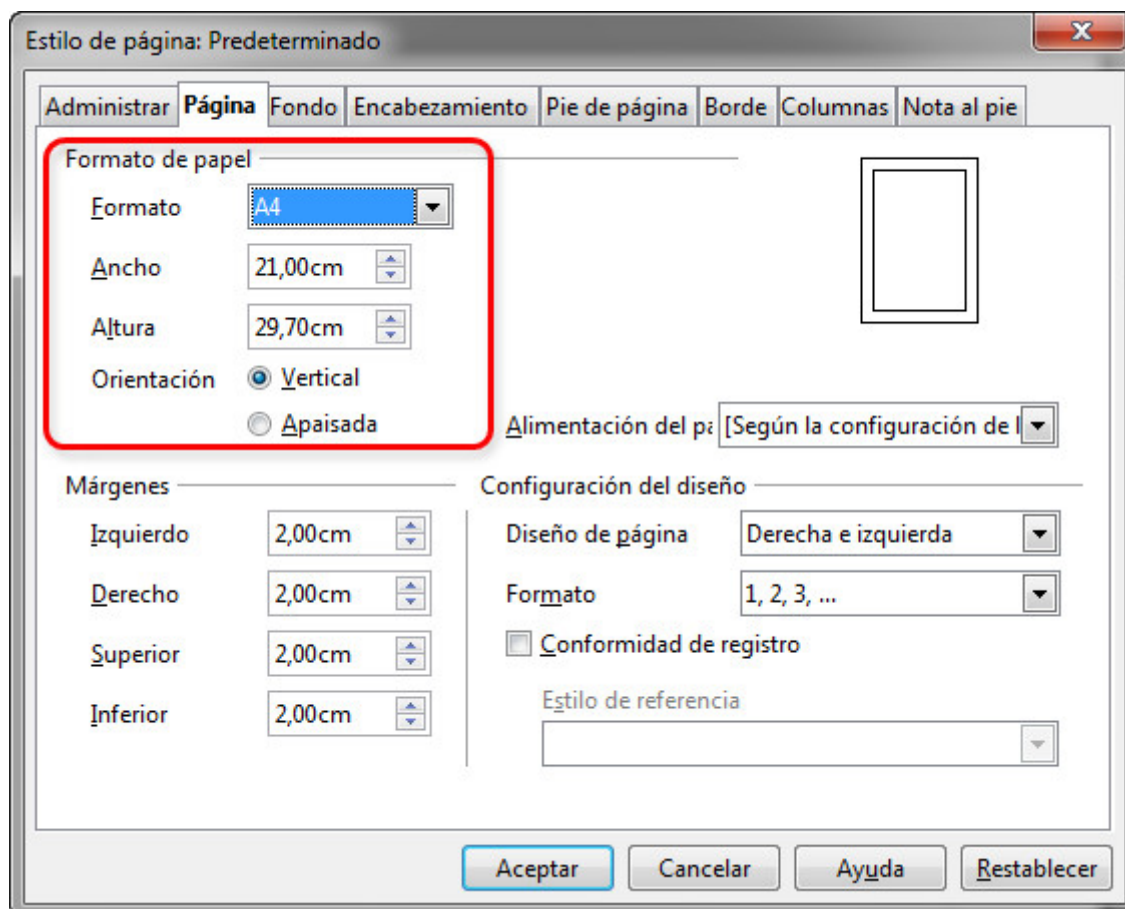 Estilo de página: Predeterminado
Administrar Página Fondo Encabezamiento Pie de página Borde Columnas Nota al pie
Formato de papel
Formato A4
Ancho 21,00cm
Altura 29,70cm
Orientación Vertical
Apaisada
Alimentación del pa [Según la configuración de l
Márgenes
Izquierdo 2,00cm
Derecho 2,00cm
Superior 2,00cm
Inferior 2,00cm
Configuración del diseño
Diseño de página Derecha e izquierda
Formato 1, 2, 3, ...
Conformidad de registro
Estilo de referencia
Aceptar Cancelar Ayuda Restablecer